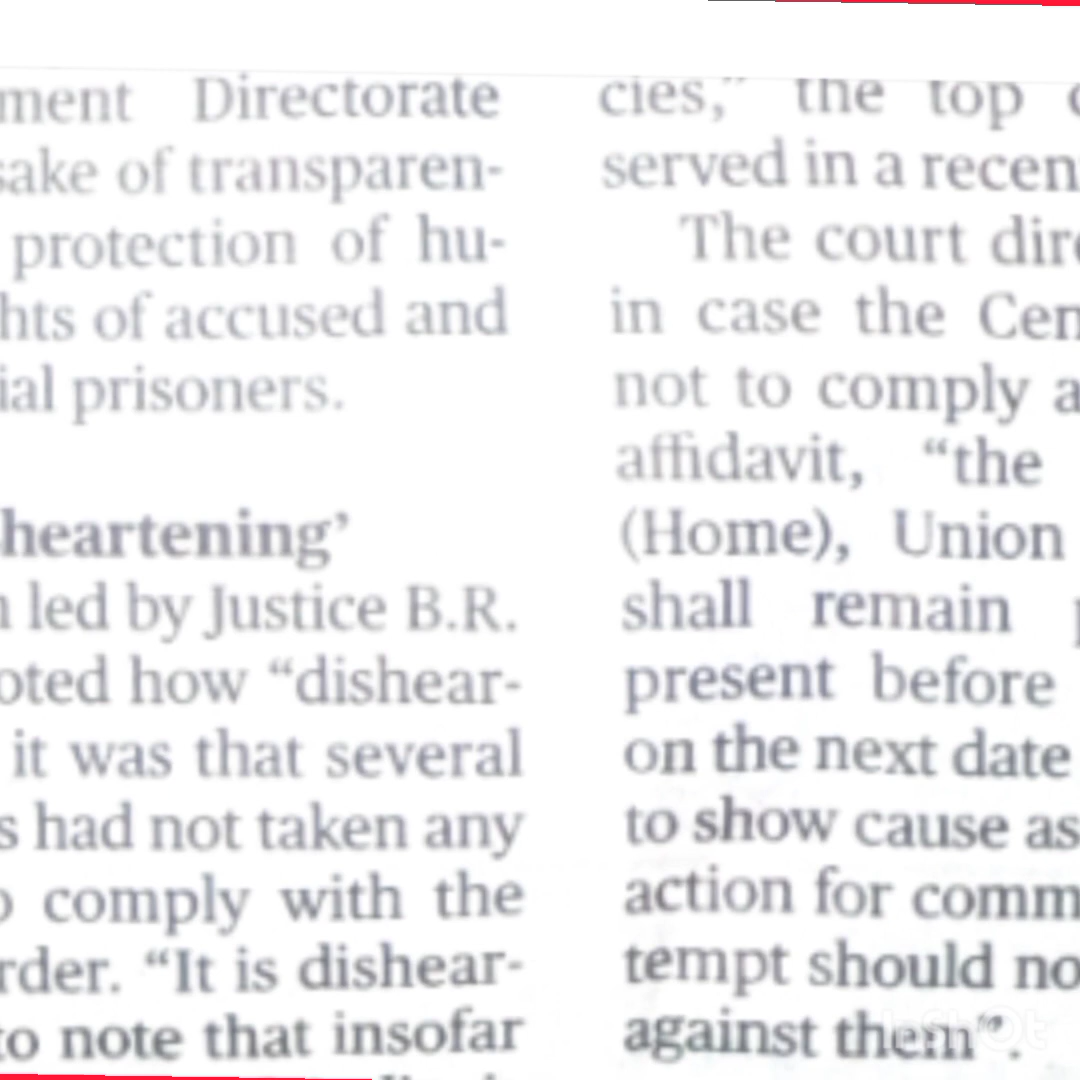 ment Directorate
sake of transparen-
protection of hu-
hts of accused and
ial prisoners.
heartening’
led by Justice B.R.
oted how “dishear-
it was that several
s had not taken any
comply with the
rder. “It is dishear-
to note that insofar
cies,” the top
served in a recen
The court dire
in case the Cen
not to comply a
affidavit, “the
(Home), Union
shall remain p
present before
on the next date
to show cause as
action for comm
tempt should no
against them”.
InShOt